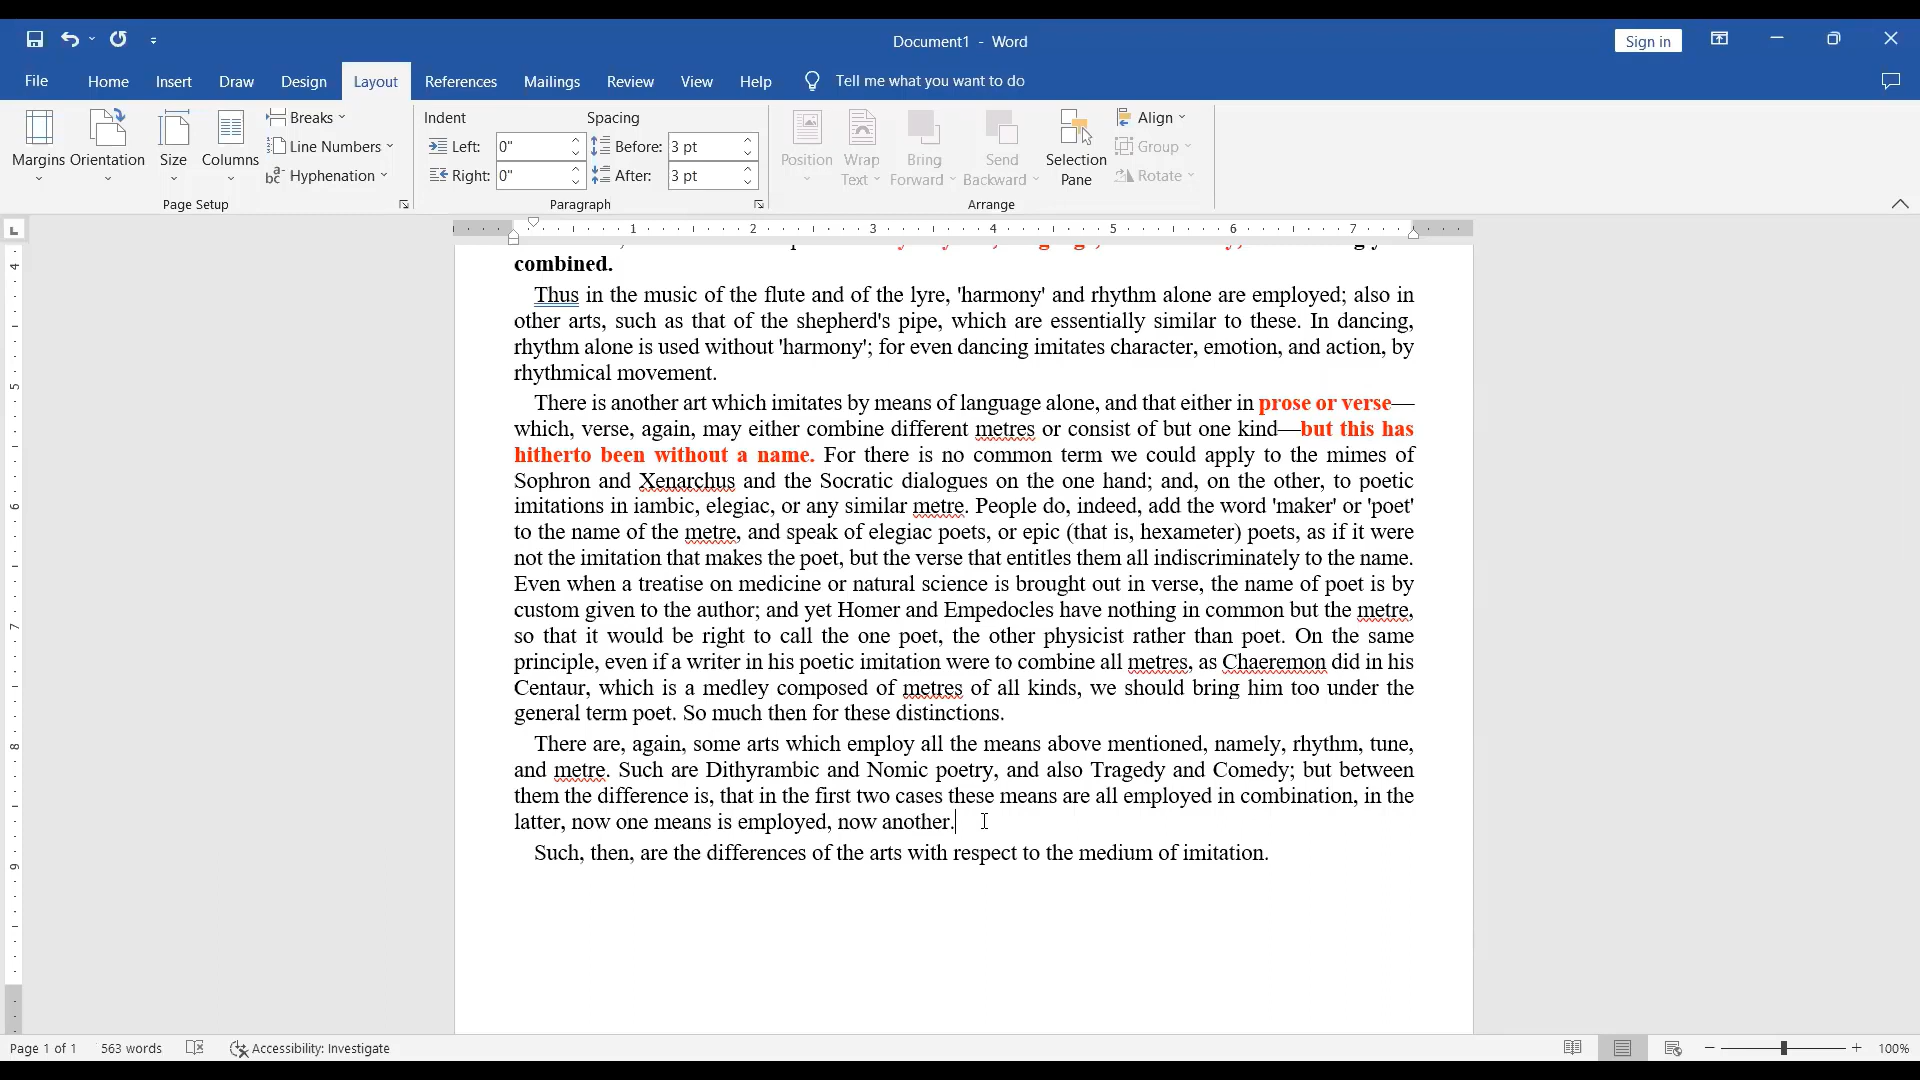 Document1 - Word
Sign in
File Home Insert Draw Design Layout References Mailings Review View Help Tell me what you want to do
Margins Orientation Size Columns
Breaks
Line Numbers
Hyphenation
Page Setup
Indent Spacing
Left: 0" Before: 3 pt
Right: 0" After: 3 pt
Paragraph
Position Wrap Text Bring Forward Send Backward Selection Pane
Align
Group
Rotate
Arrange
1 2 3 4 5 6 7
4
5
6
7
8
9
combined.
Thus in the music of the flute and of the lyre, 'harmony' and rhythm alone are employed; also in
other arts, such as that of the shepherd's pipe, which are essentially similar to these. In dancing,
rhythm alone is used without 'harmony'; for even dancing imitates character, emotion, and action, by
rhythmical movement.
There is another art which imitates by means of language alone, and that either in prose or verse—
which, verse, again, may either combine different metres or consist of but one kind—but this has
hitherto been without a name. For there is no common term we could apply to the mimes of
Sophron and Xenarchus and the Socratic dialogues on the one hand; and, on the other, to poetic
imitations in iambic, elegiac, or any similar metre. People do, indeed, add the word 'maker' or 'poet'
to the name of the metre, and speak of elegiac poets, or epic (that is, hexameter) poets, as if it were
not the imitation that makes the poet, but the verse that entitles them all indiscriminately to the name.
Even when a treatise on medicine or natural science is brought out in verse, the name of poet is by
custom given to the author; and yet Homer and Empedocles have nothing in common but the metre,
so that it would be right to call the one poet, the other physicist rather than poet. On the same
principle, even if a writer in his poetic imitation were to combine all metres, as Chaeremon did in his
Centaur, which is a medley composed of metres of all kinds, we should bring him too under the
general term poet. So much then for these distinctions.
There are, again, some arts which employ all the means above mentioned, namely, rhythm, tune,
and metre. Such are Dithyrambic and Nomic poetry, and also Tragedy and Comedy; but between
them the difference is, that in the first two cases these means are all employed in combination, in the
latter, now one means is employed, now another.
Such, then, are the differences of the arts with respect to the medium of imitation.
Page 1 of 1 563 words Accessibility: Investigate 100%